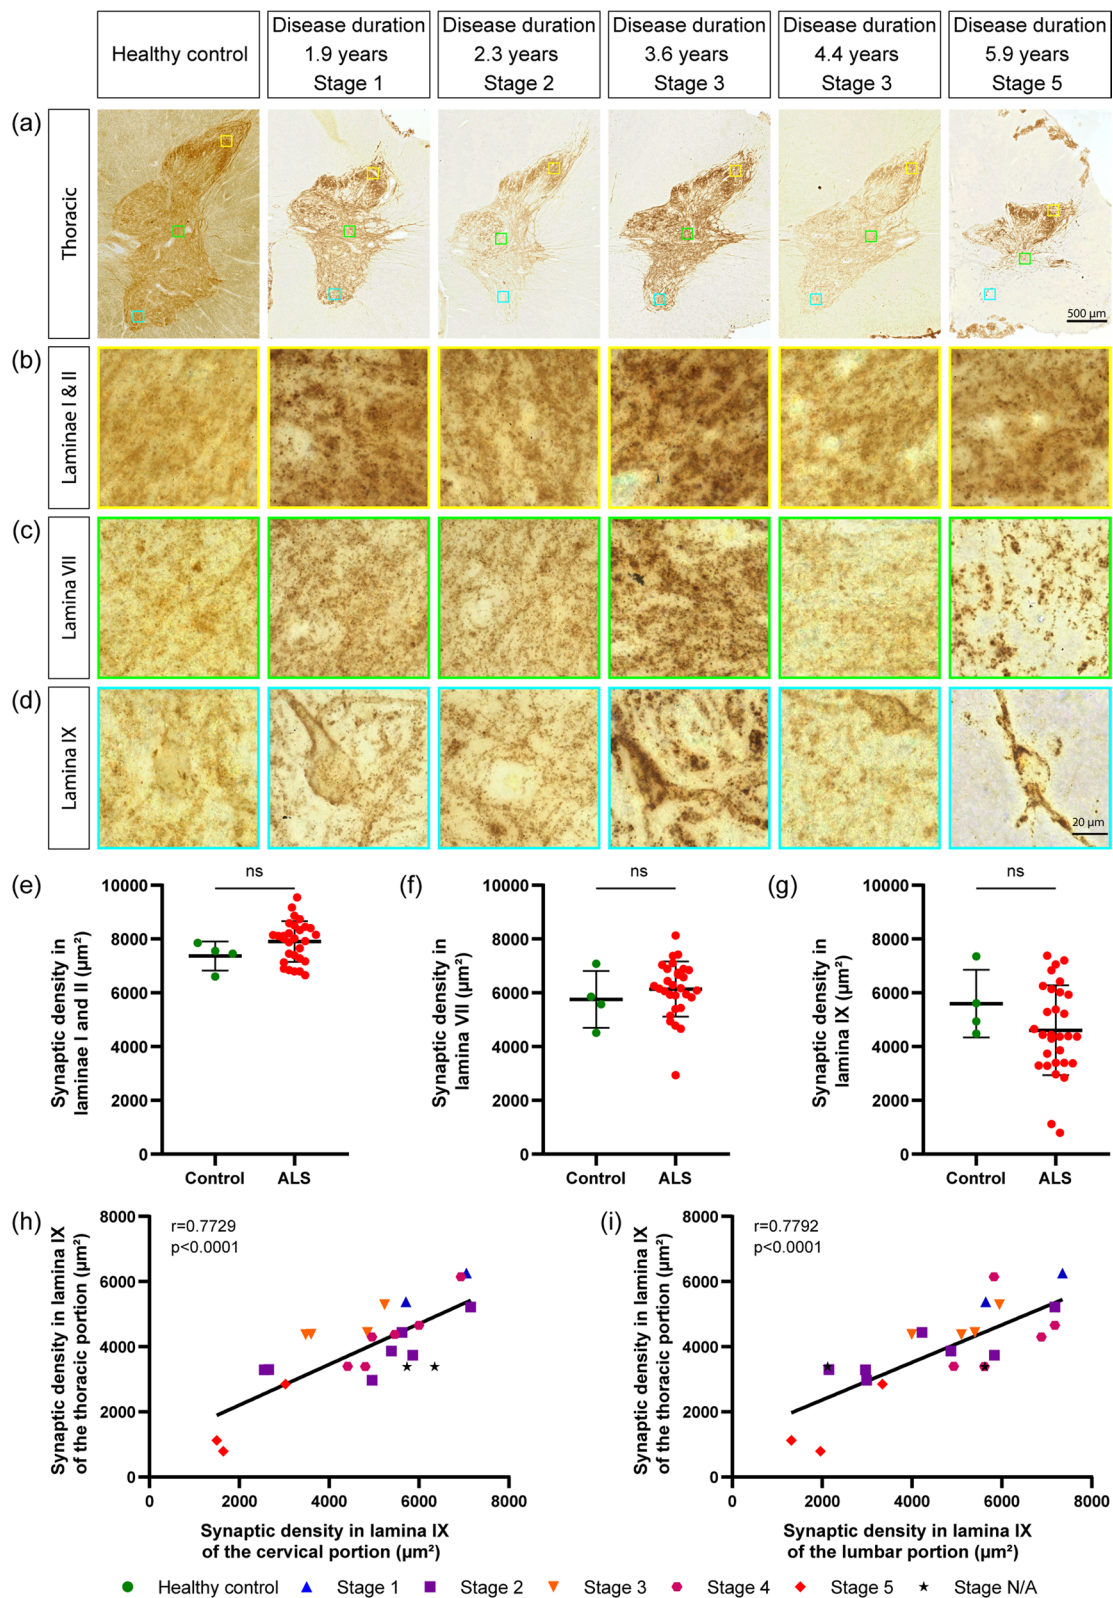 Healthy control
Disease duration
1.9 years
Stage 1
Disease duration
2.3 years
Stage 2
Disease duration
3.6 years
Stage 3
Disease duration
4.4 years
Stage 3
Disease duration
5.9 years
Stage 5
(a)
Thoracic
500 µm
(b)
Laminae I & II
(c)
Lamina VII
(d)
Lamina IX
20 µm
(e)
Synaptic density in
laminae I and II (µm²)
10000
8000
6000
4000
2000
0
ns
Control
ALS
(f)
Synaptic density in
lamina VII (µm²)
10000
8000
6000
4000
2000
0
ns
Control
ALS
(g)
Synaptic density in
lamina IX (µm²)
10000
8000
6000
4000
2000
0
ns
Control
ALS
(h)
Synaptic density in lamina IX
of the thoracic portion (µm²)
8000
6000
4000
2000
0
r=0.7729
p<0.0001
0
2000
4000
6000
8000
Synaptic density in lamina IX
of the cervical portion (µm²)
(i)
Synaptic density in lamina IX
of the thoracic portion (µm²)
8000
6000
4000
2000
0
r=0.7792
p<0.0001
0
2000
4000
6000
8000
Synaptic density in lamina IX
of the lumbar portion (µm²)
Healthy control
Stage 1
Stage 2
Stage 3
Stage 4
Stage 5
Stage N/A